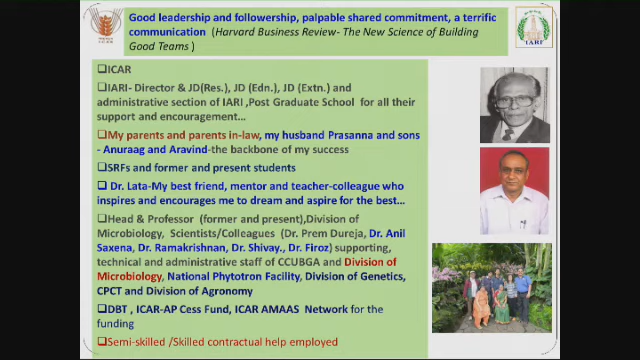 Good leadership and followership, palpable shared commitment, a terrific
communication (Harvard Business Review- The New Science of Building
Good Teams )
IARI
❑ICAR
❑IARI- Director & JD(Res.), JD (Edn.), JD (Extn.) and
administrative section of IARI ,Post Graduate School for all their
support and encouragement...
❑My parents and parents in-law, my husband Prasanna and sons
- Anuraag and Aravind-the backbone of my success
❑SRFs and former and present students
❑ Dr. Lata-My best friend, mentor and teacher-colleague who
inspires and encourages me to dream and aspire for the best...
❑Head & Professor (former and present),Division of
Microbiology, Scientists/Colleagues (Dr. Prem Dureja, Dr. Anil
Saxena, Dr. Ramakrishnan, Dr. Shivay., Dr. Firoz) supporting,
technical and administrative staff of CCUBGA and Division of
Microbiology, National Phytotron Facility, Division of Genetics,
CPCT and Division of Agronomy
❑DBT , ICAR-AP Cess Fund, ICAR AMAAS Network for the
funding
❑Semi-skilled /Skilled contractual help employed